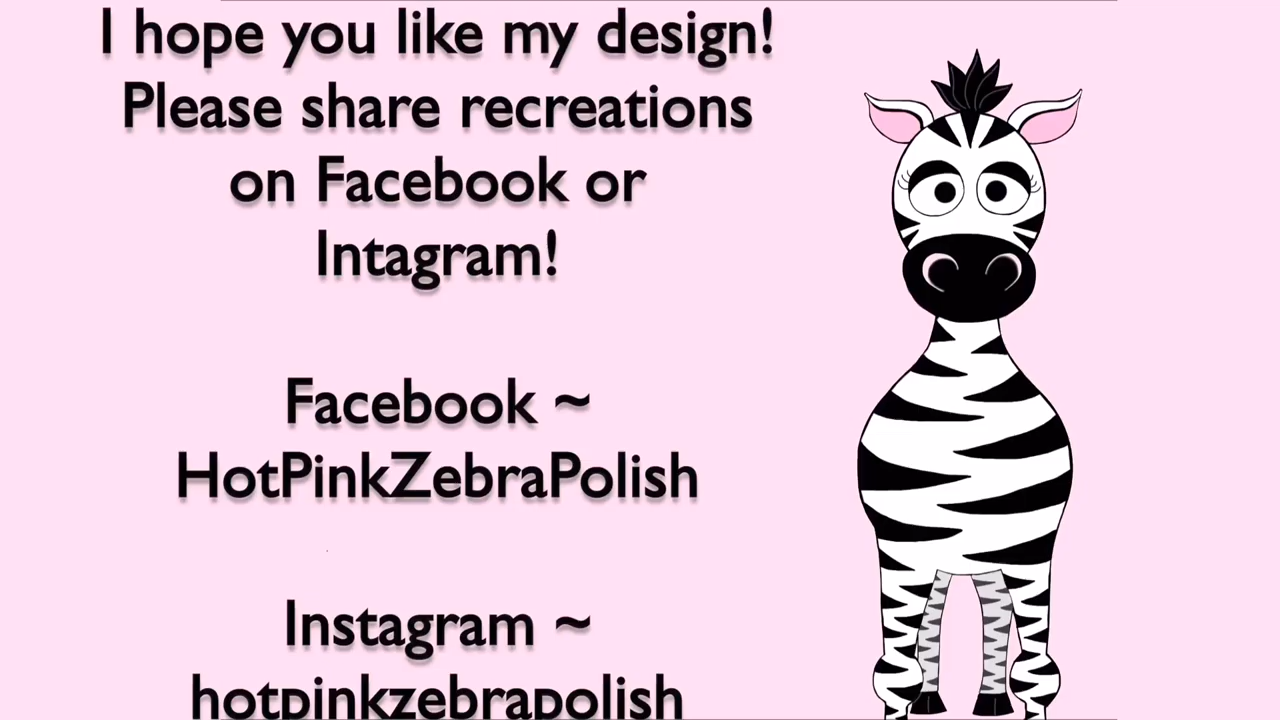 I hope you like my design!
Please share recreations
on Facebook or
Intagram!
Facebook ~
HotPinkZebraPolish
Instagram ~
hotpinkzebrapolish